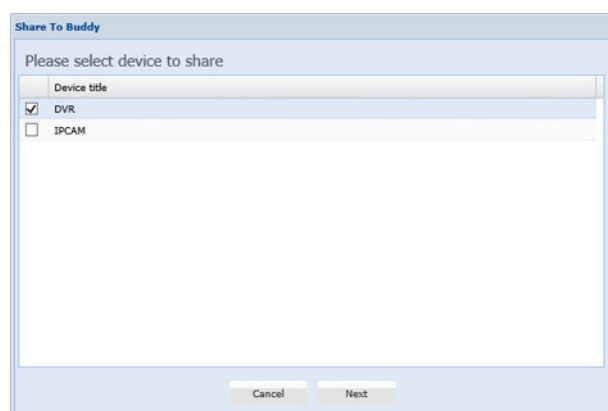 Share To Buddy
Please select device to share
Device title
DVR
IPCAM
Cancel Next